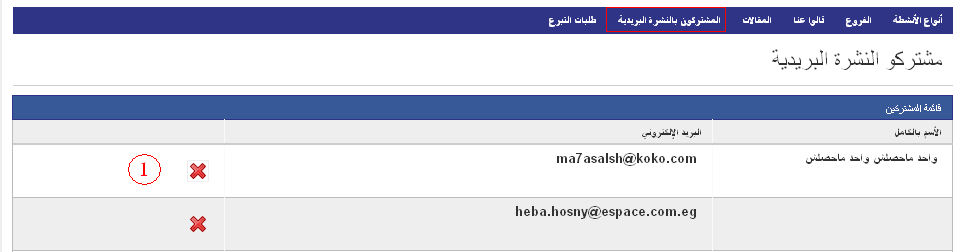 أنواع الأنشطة الفروع قالوا عنا المقالات المشتركون بالنشرة البريدية طلبات التبرع
مشتركو النشرة البريدية
قائمة المشتركين
الأسم بالكامل البريد الإلكتروني
واحد ماحصلش واحد ماحصلش ma7asalsh@koko.com 1
heba.hosny@espace.com.eg